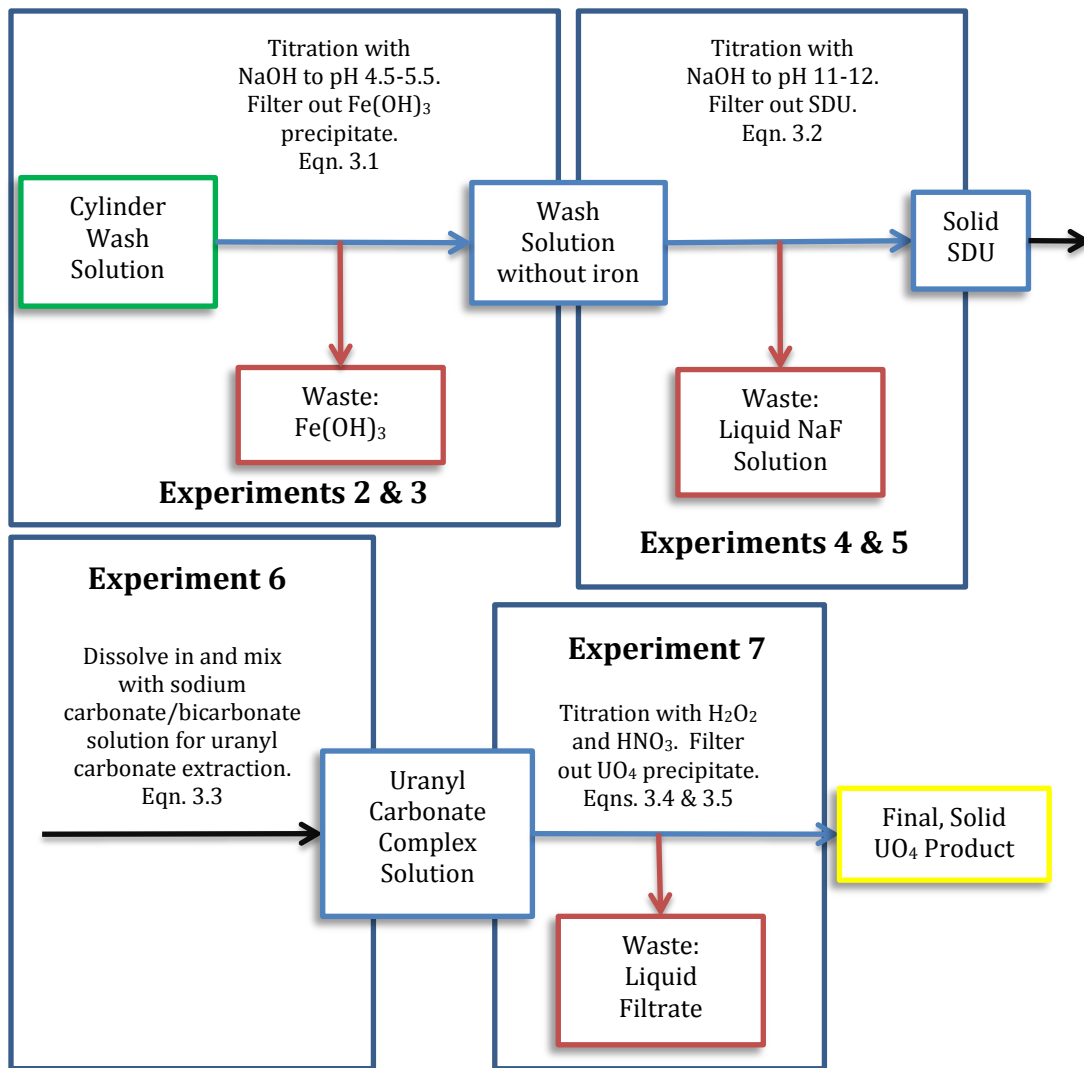 Titration with
NaOH to pH 4.5-5.5.
Filter out Fe(OH)₃
precipitate.
Eqn. 3.1
Titration with
NaOH to pH 11-12.
Filter out SDU.
Eqn. 3.2
Cylinder
Wash
Solution
Wash
Solution
without iron
Solid
SDU
Waste:
Fe(OH)₃
Waste:
Liquid NaF
Solution
Experiments 2 & 3
Experiments 4 & 5
Experiment 6
Dissolve in and mix
with sodium
carbonate/bicarbonate
solution for uranyl
carbonate extraction.
Eqn. 3.3
Experiment 7
Titration with H₂O₂
and HNO₃.  Filter
out UO₄ precipitate.
Eqns. 3.4 & 3.5
Uranyl
Carbonate
Complex
Solution
Final, Solid
UO₄ Product
Waste:
Liquid
Filtrate